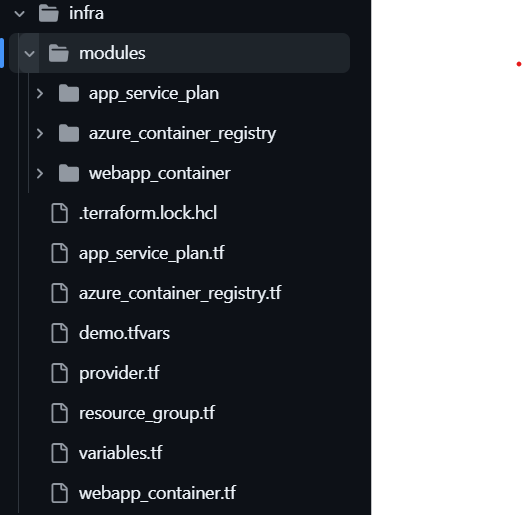 infra
modules
app_service_plan
azure_container_registry
webapp_container
.terraform.lock.hcl
app_service_plan.tf
azure_container_registry.tf
demo.tfvars
provider.tf
resource_group.tf
variables.tf
webapp_container.tf